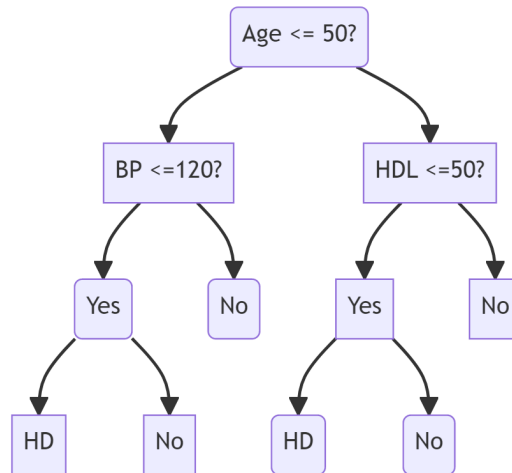 Age <= 50?
BP <=120?
HDL <=50?
Yes
No
Yes
No
HD
No
HD
No